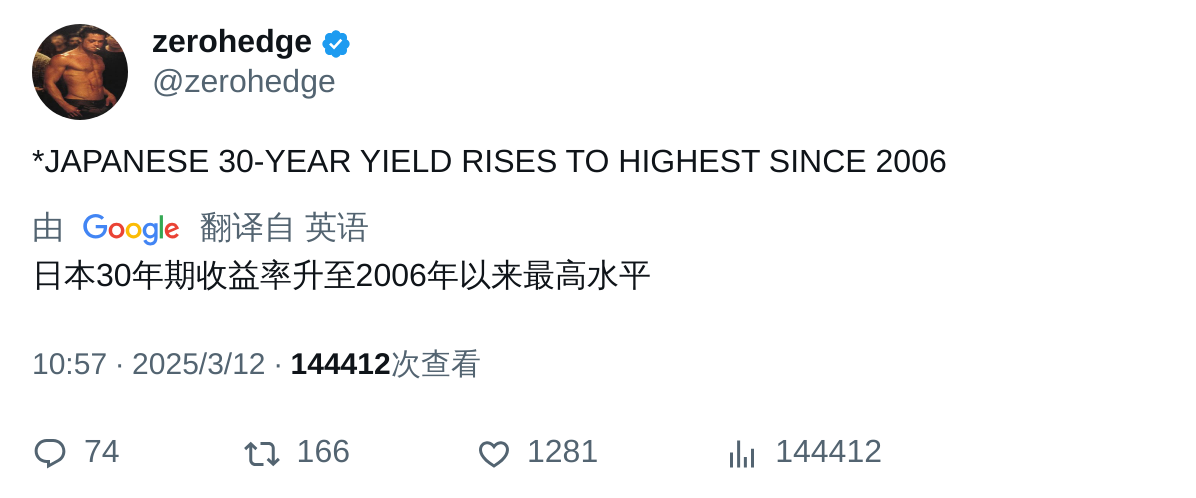 zerohedge
@zerohedge
*JAPANESE 30-YEAR YIELD RISES TO HIGHEST SINCE 2006
由 Google 翻译自 英语
日本30年期收益率升至2006年以来最高水平
10:57 · 2025/3/12 · 144412次查看
74 166 1281 144412